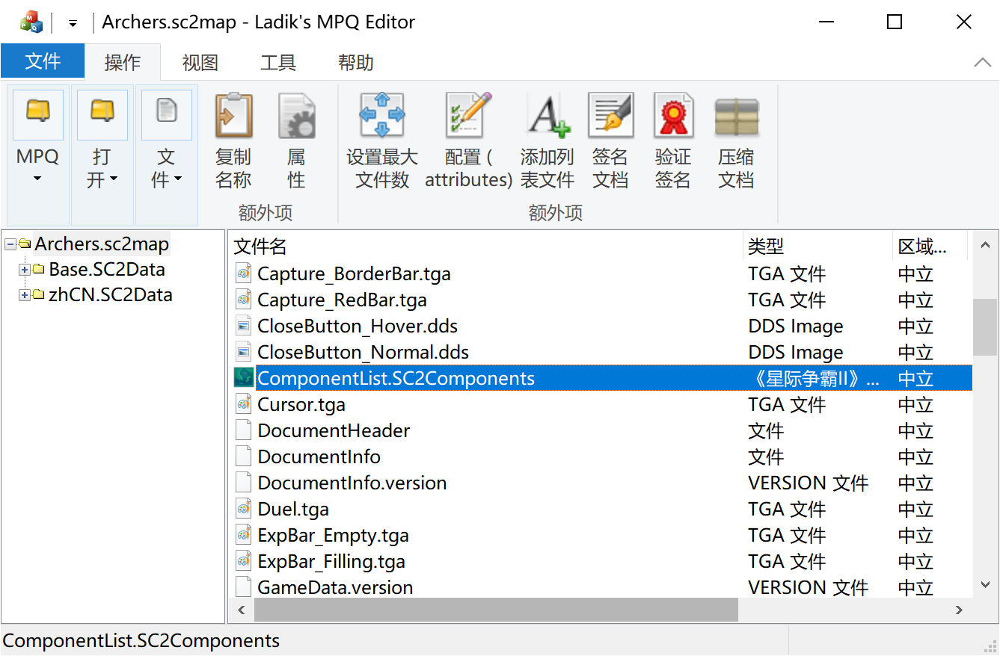 Archers.sc2map - Ladik's MPQ Editor
文件 操作 视图 工具 帮助
MPQ 打 文 复制 属 设置最大 配置 ( 添加列 签名 验证 压缩
开 件 名称 性 文件数 attributes) 表文件 文档 签名 文档
额外项 额外项
Archers.sc2map
Base.SC2Data
zhCN.SC2Data
文件名 类型 区域...
Capture_BorderBar.tga TGA 文件 中立
Capture_RedBar.tga TGA 文件 中立
CloseButton_Hover.dds DDS Image 中立
CloseButton_Normal.dds DDS Image 中立
ComponentList.SC2Components 《星际争霸II》... 中立
Cursor.tga TGA 文件 中立
DocumentHeader 文件 中立
DocumentInfo 文件 中立
DocumentInfo.version VERSION 文件 中立
Duel.tga TGA 文件 中立
ExpBar_Empty.tga TGA 文件 中立
ExpBar_Filling.tga TGA 文件 中立
GameData.version VERSION 文件 中立
ComponentList.SC2Components